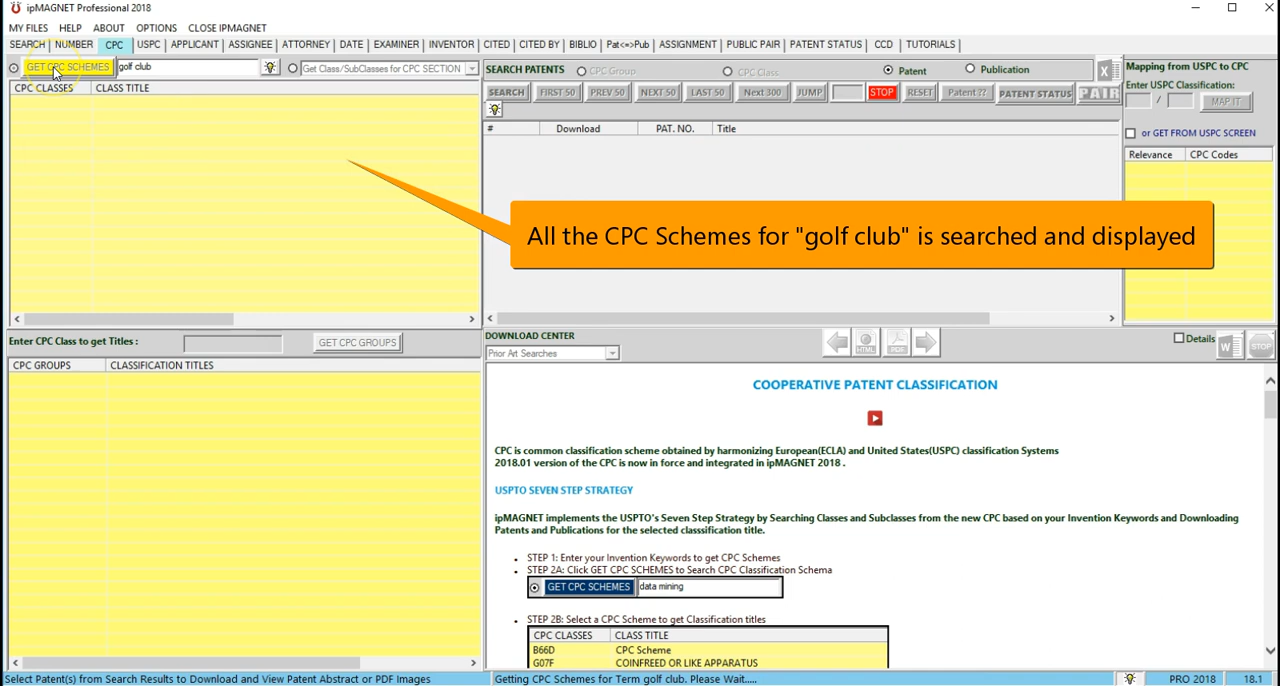 ipMAGNET Professional 2018
MY FILES HELP ABOUT OPTIONS CLOSE IPMAGNET
SEARCH NUMBER CPC USPC APPLICANT ASSIGNEE ATTORNEY DATE EXAMINER INVENTOR CITED CITED BY BIBLIO Pat<=>Pub ASSIGNMENT PUBLIC PAIR PATENT STATUS CCD TUTORIALS
GET CPC SCHEMES golf club Get Class/SubClasses for CPC SECTION
CPC CLASSES CLASS TITLE
SEARCH PATENTS CPC Group CPC Class Patent Publication
SEARCH FIRST 50 PREV 50 NEXT 50 LAST 50 Next 300 JUMP STOP RESET Patent ?? PATENT STATUS PAIR
# Download PAT. NO. Title
Mapping from USPC to CPC
Enter USPC Classification:
/ MAP IT
or GET FROM USPC SCREEN
Relevance CPC Codes
All the CPC Schemes for "golf club" is searched and displayed
Enter CPC Class to get Titles : GET CPC GROUPS
CPC GROUPS CLASSIFICATION TITLES
DOWNLOAD CENTER
Prior Art Searches
HTML PDF
Details W STOP
COOPERATIVE PATENT CLASSIFICATION
CPC is common classification scheme obtained by harmonizing European(ECLA) and United States(USPC) classification Systems
2018.01 version of the CPC is now in force and integrated in ipMAGNET 2018 .
USPTO SEVEN STEP STRATEGY
ipMAGNET implements the USPTO's Seven Step Strategy by Searching Classes and Subclasses from the new CPC based on your Invention Keywords and Downloading
Patents and Publications for the selected classsification title.
STEP 1: Enter your Invention Keywords to get CPC Schemes
STEP 2A: Click GET CPC SCHEMES to Search CPC Classification Schema
GET CPC SCHEMES data mining
STEP 2B: Select a CPC Scheme to get Classification titles
CPC CLASSES CLASS TITLE
B66D CPC Scheme
G07F COINFREED OR LIKE APPARATUS
Select Patent(s) from Search Results to Download and View Patent Abstract or PDF Images
Getting CPC Schemes for Term golf club. Please Wait.....
PRO 2018 18.1